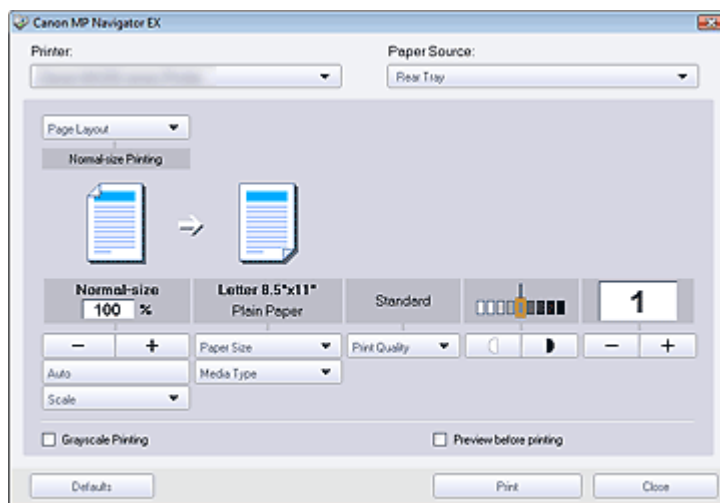 Canon MP Navigator EX
Printer:
Paper Source:
Rear Tray
Page Layout
Normal-size Printing
Normal-size
100 %
Letter 8.5"x11"
Plain Paper
Standard
1
Paper Size
Print Quality
Auto
Media Type
Scale
Grayscale Printing
Preview before printing
Defaults
Print
Close